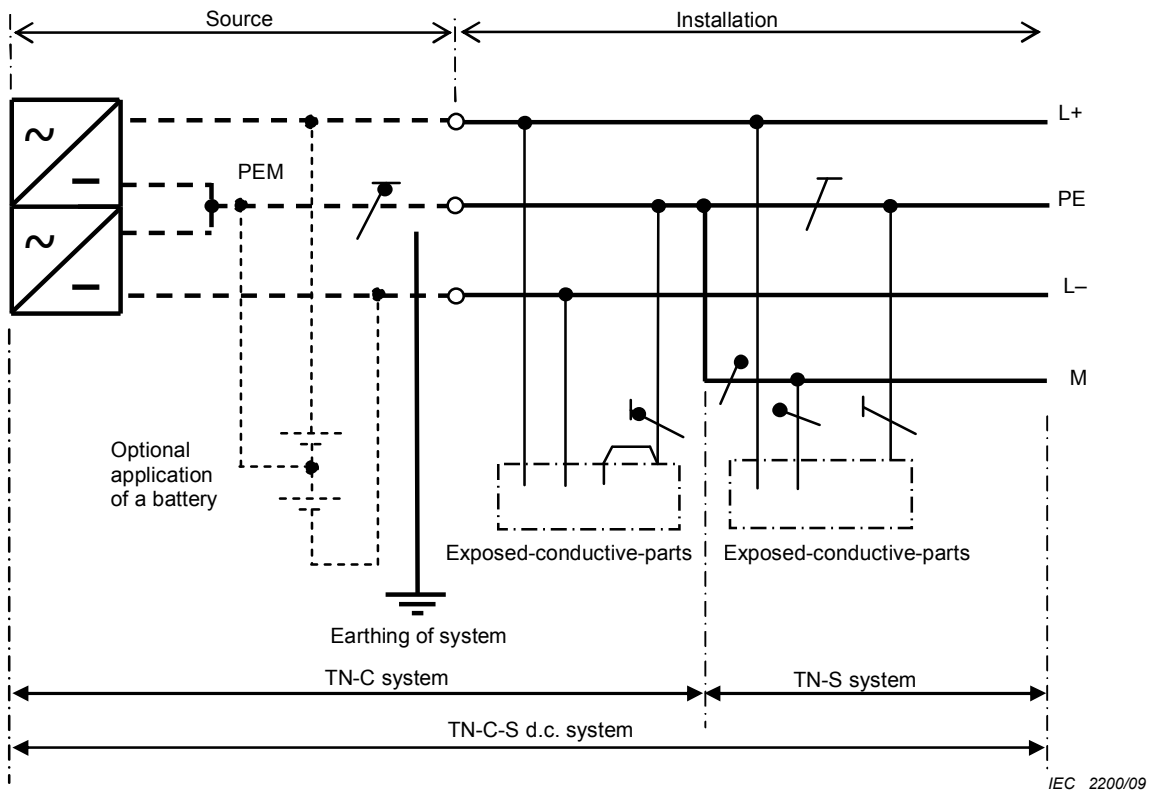 Source
Installation
L+
PEM
PE
L–
M
Optional
application
of a battery
Exposed-conductive-parts
Exposed-conductive-parts
Earthing of system
TN-C system
TN-S system
TN-C-S d.c. system
IEC 2200/09